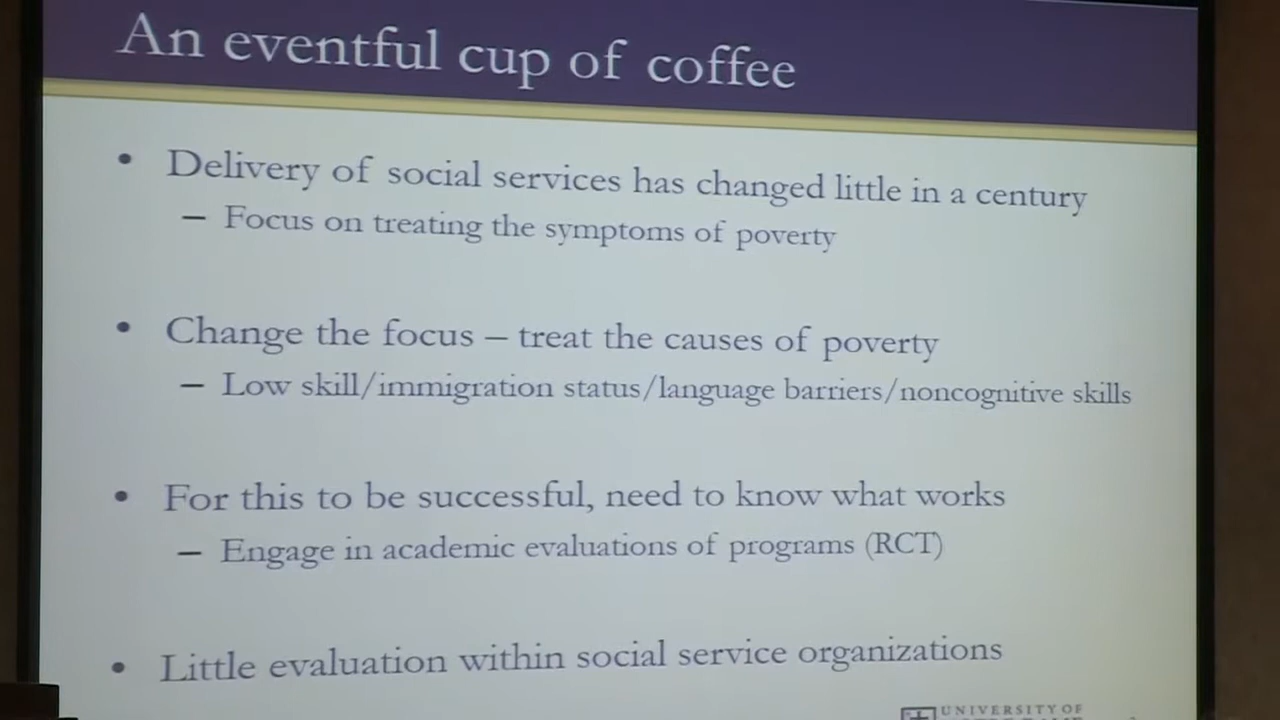 An eventful cup of coffee
• Delivery of social services has changed little in a century
– Focus on treating the symptoms of poverty
• Change the focus – treat the causes of poverty
– Low skill/immigration status/language barriers/noncognitive skills
• For this to be successful, need to know what works
– Engage in academic evaluations of programs (RCT)
• Little evaluation within social service organizations
UNIVERSITY OF